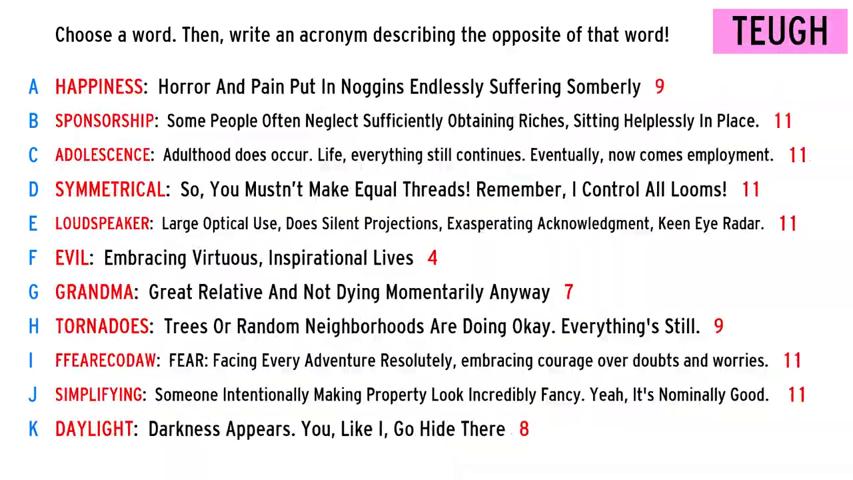 Choose a word. Then, write an acronym describing the opposite of that word!
TEUGH
A HAPPINESS: Horror And Pain Put In Noggins Endlessly Suffering Somberly 9
B SPONSORSHIP: Some People Often Neglect Sufficiently Obtaining Riches, Sitting Helplessly In Place. 11
C ADOLESCENCE: Adulthood does occur. Life, everything still continues. Eventually, now comes employment. 11
D SYMMETRICAL: So, You Mustn't Make Equal Threads! Remember, I Control All Looms! 11
E LOUDSPEAKER: Large Optical Use, Does Silent Projections, Exasperating Acknowledgment, Keen Eye Radar. 11
F EVIL: Embracing Virtuous, Inspirational Lives 4
G GRANDMA: Great Relative And Not Dying Momentarily Anyway 7
H TORNADOES: Trees Or Random Neighborhoods Are Doing Okay. Everything's Still. 9
I FFEARECODAW: FEAR: Facing Every Adventure Resolutely, embracing courage over doubts and worries. 11
J SIMPLIFYING: Someone Intentionally Making Property Look Incredibly Fancy. Yeah, It's Nominally Good. 11
K DAYLIGHT: Darkness Appears. You, Like I, Go Hide There 8